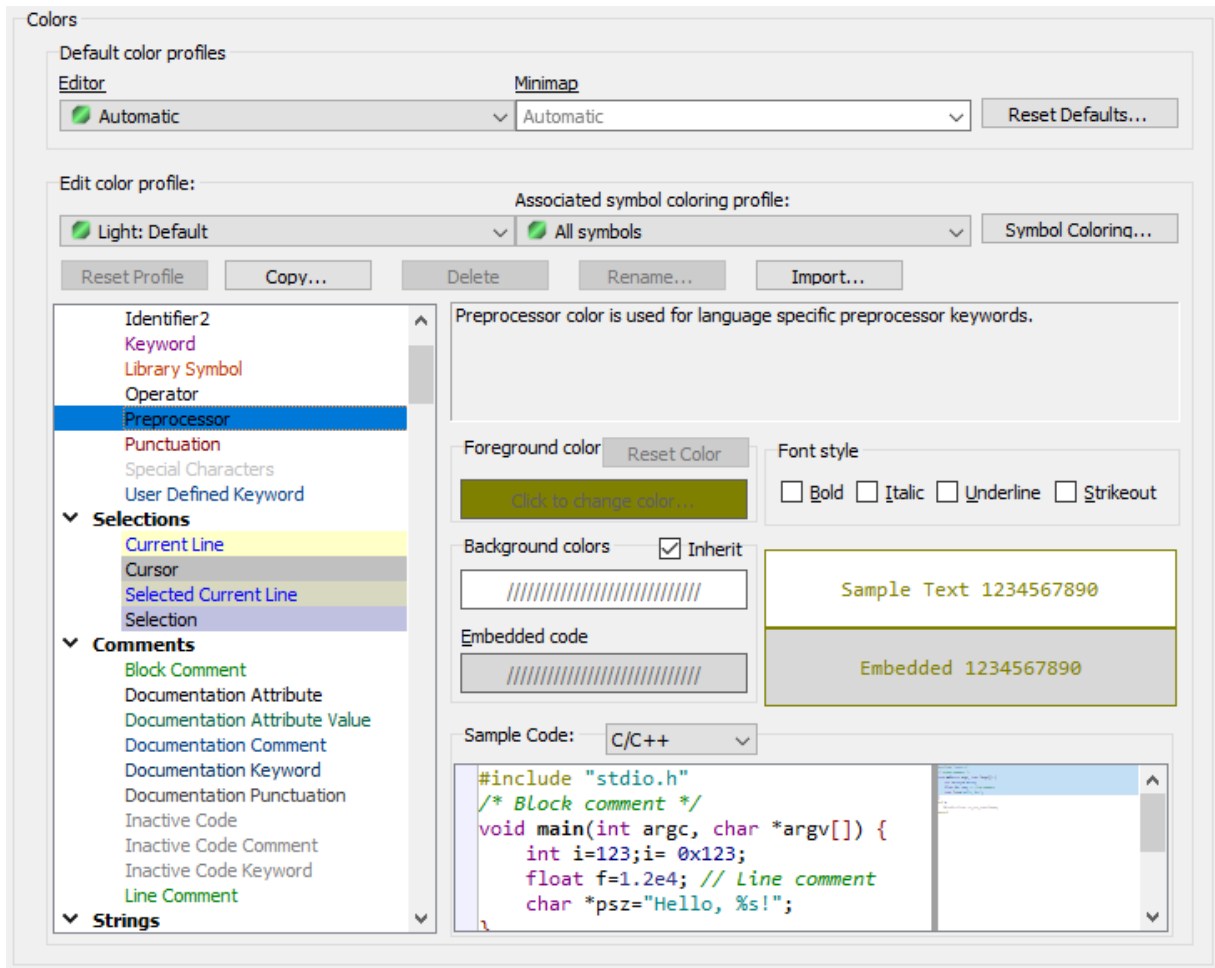 Colors
Default color profiles
Editor
Minimap
Automatic
Automatic
Reset Defaults...
Edit color profile:
Associated symbol coloring profile:
Light: Default
All symbols
Symbol Coloring...
Reset Profile
Copy...
Delete
Rename...
Import...
Identifier2
Keyword
Library Symbol
Operator
Preprocessor
Punctuation
Special Characters
User Defined Keyword
Selections
Current Line
Cursor
Selected Current Line
Selection
Comments
Block Comment
Documentation Attribute
Documentation Attribute Value
Documentation Comment
Documentation Keyword
Documentation Punctuation
Inactive Code
Inactive Code Comment
Inactive Code Keyword
Line Comment
Strings
Preprocessor color is used for language specific preprocessor keywords.
Foreground color
Reset Color
Click to change color...
Font style
Bold
Italic
Underline
Strikeout
Background colors
Inherit
/////////////////////////////
Embedded code
/////////////////////////////
Sample Text 1234567890
Embedded 1234567890
Sample Code:
C/C++
#include "stdio.h"
/* Block comment */
void main(int argc, char *argv[]) {
int i=123;i= 0x123;
float f=1.2e4; // Line comment
char *psz="Hello, %s!";
}